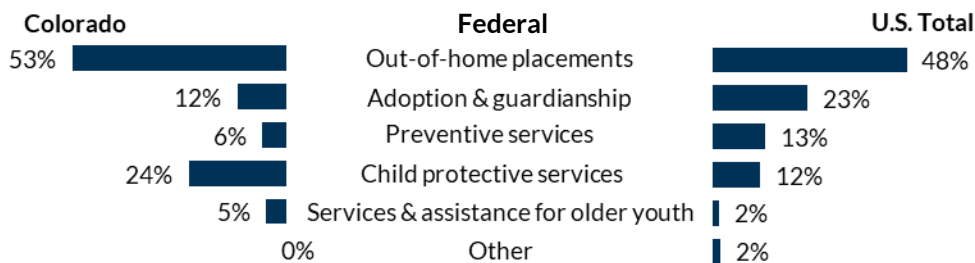 Colorado Federal U.S. Total
53% Out-of-home placements 48%
12% Adoption & guardianship 23%
6% Preventive services 13%
24% Child protective services 12%
5% Services & assistance for older youth 2%
0% Other 2%